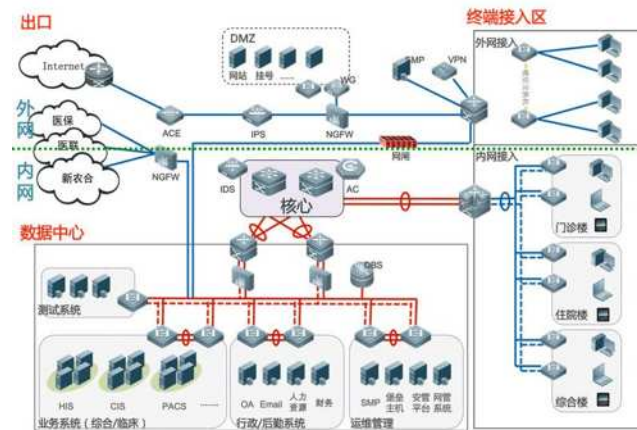 出口
终端接入区
DMZ
网站
挂号
......
WG
SMP
VPN
外网接入
Internet
ACE
IPS
NGFW
外网
医保
医联
新农合
内网
NGFW
网闸
内网接入
IDS
AC
核心
门诊楼
数据中心
DBS
测试系统
住院楼
HIS
CIS
PACS
OA
Email
人力
资源
财务
SMP
堡垒
主机
安管
平台
网管
系统
业务系统（综合/临床）
行政/后勤系统
运维管理
综合楼